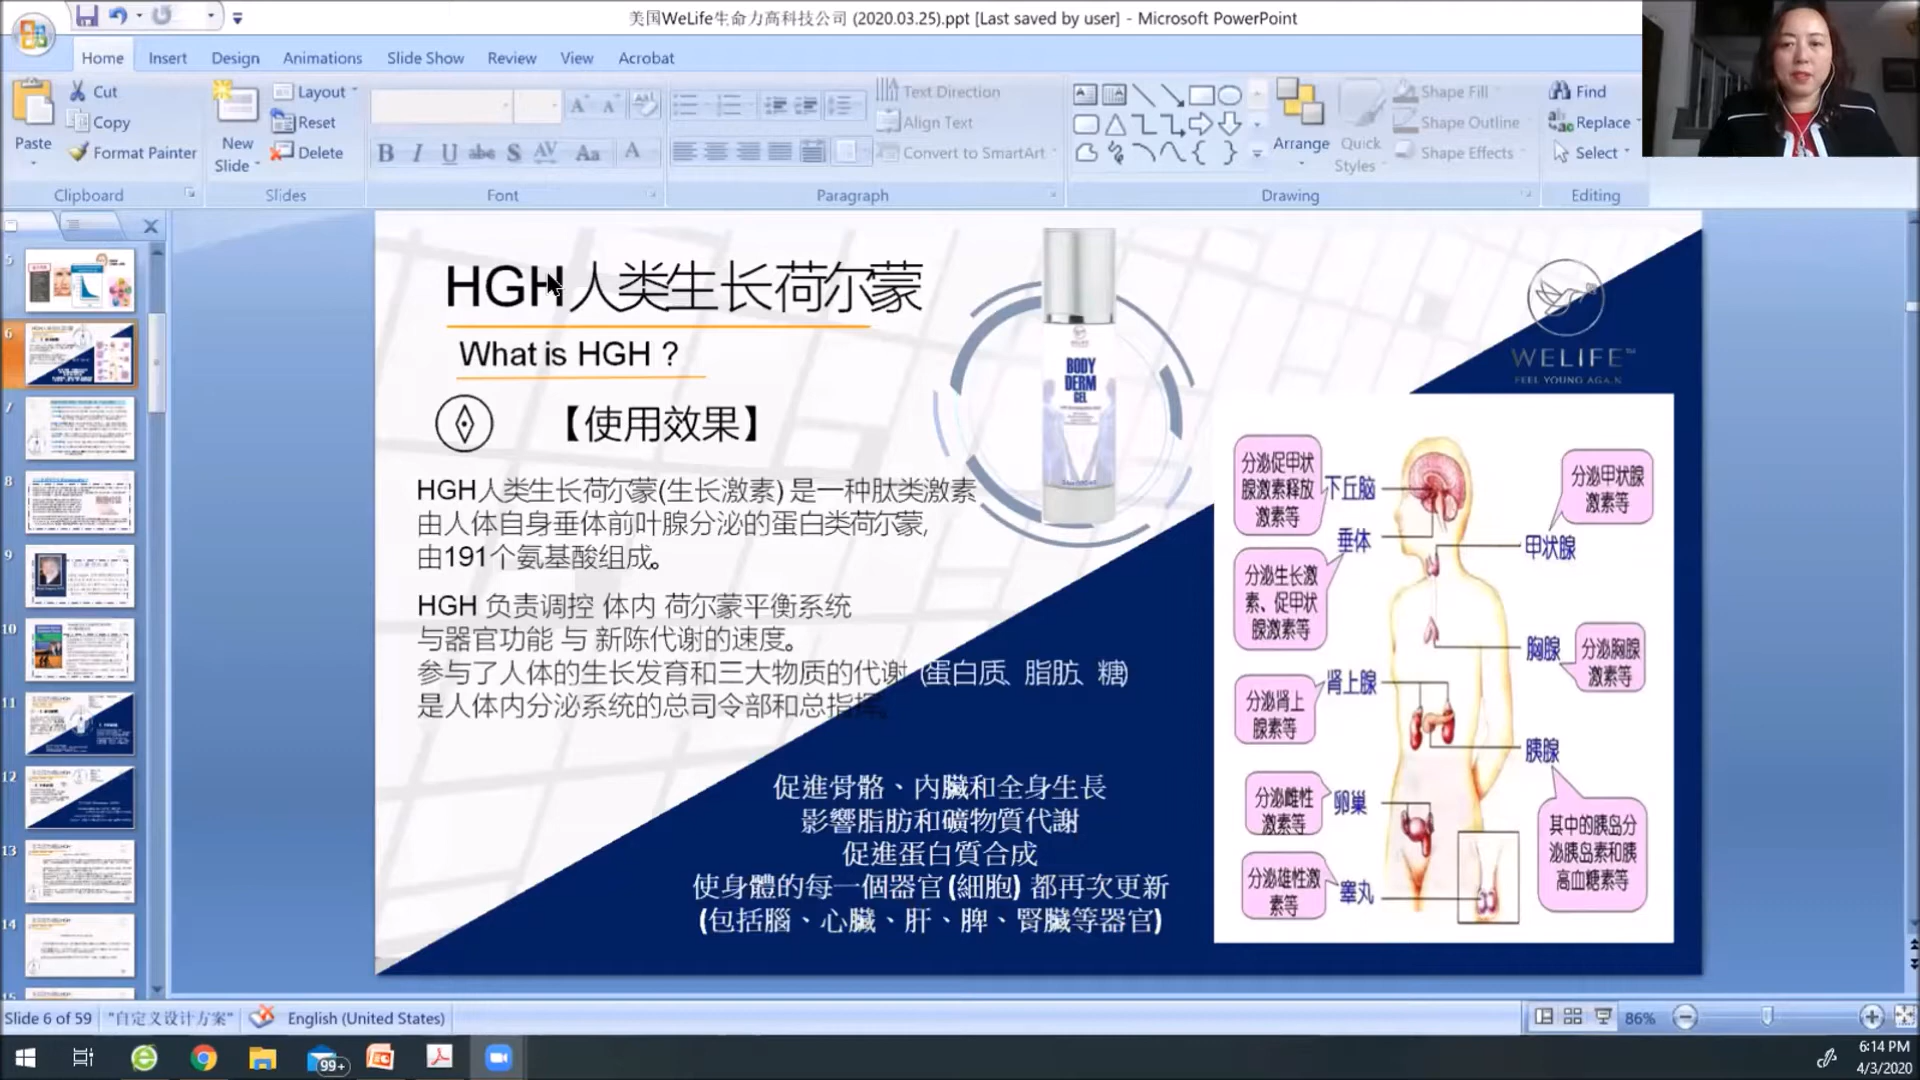 美国WeLife生命力高科技公司 (2020.03.25).ppt [Last saved by user] - Microsoft PowerPoint
Home Insert Design Animations Slide Show Review View Acrobat
Paste
Cut
Copy
Format Painter
Clipboard
New Slide
Layout
Reset
Delete
Slides
Font
Text Direction
Align Text
Convert to SmartArt
Paragraph
Arrange
Quick Styles
Shape Fill
Shape Outline
Shape Effects
Drawing
Find
Replace
Select
Editing
5
6
7
8
9
10
11
12
13
14
HGH人类生长荷尔蒙
What is HGH ?
【使用效果】
HGH人类生长荷尔蒙(生长激素) 是一种肽类激素
由人体自身垂体前叶腺分泌的蛋白类荷尔蒙,
由191个氨基酸组成。
HGH 负责调控 体内 荷尔蒙平衡系统
与器官功能 与 新陈代谢的速度。
参与了人体的生长发育和三大物质的代谢 (蛋白质、脂肪、糖)
是人体内分泌系统的总司令部和总指挥。
促進骨骼、內臟和全身生長
影響脂肪和礦物質代謝
促進蛋白質合成
使身體的每一個器官 (細胞) 都再次更新
(包括腦、心臟、肝、脾、腎臟等器官)
WELIFE
BODY
DERM
GEL
WELIFE™
FEEL YOUNG AGAIN
分泌促甲状
腺激素释放
激素等
下丘脑
垂体
分泌生长激
素、促甲状
腺激素等
肾上腺
分泌肾上
腺素等
分泌雌性
激素等
卵巢
分泌雄性激
素等
睾丸
分泌甲状腺
激素等
甲状腺
胸腺
分泌胸腺
激素等
胰腺
其中的胰岛分
泌胰岛素和胰
高血糖素等
Slide 6 of 59
"自定义设计方案"
English (United States)
86%
99+
6:14 PM
4/3/2020